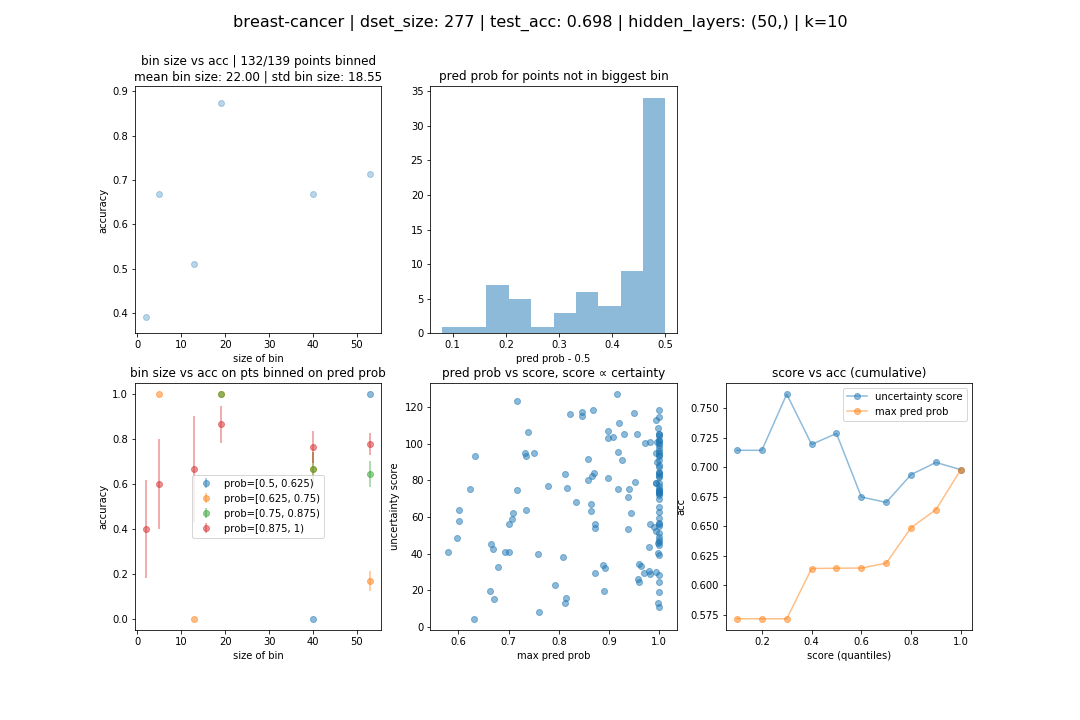 breast-cancer | dset_size: 277 | test_acc: 0.698 | hidden_layers: (50,) | k=10
bin size vs acc | 132/139 points binned
mean bin size: 22.00 | std bin size: 18.55
0.9
0.8
0.7
0.6
0.5
0.4
accuracy
0 10 20 30 40 50
size of bin
pred prob for points not in biggest bin
35
30
25
20
15
10
5
0
0.1 0.2 0.3 0.4 0.5
pred prob - 0.5
bin size vs acc on pts binned on pred prob
1.0
0.8
0.6
0.4
0.2
0.0
accuracy
prob=[0.5, 0.625)
prob=[0.625, 0.75)
prob=[0.75, 0.875)
prob=[0.875, 1)
0 10 20 30 40 50
size of bin
pred prob vs score, score ∝ certainty
120
100
80
60
40
20
0
uncertainty score
0.6 0.7 0.8 0.9 1.0
max pred prob
score vs acc (cumulative)
uncertainty score
max pred prob
0.750
0.725
0.700
0.675
0.650
0.625
0.600
0.575
acc
0.2 0.4 0.6 0.8 1.0
score (quantiles)